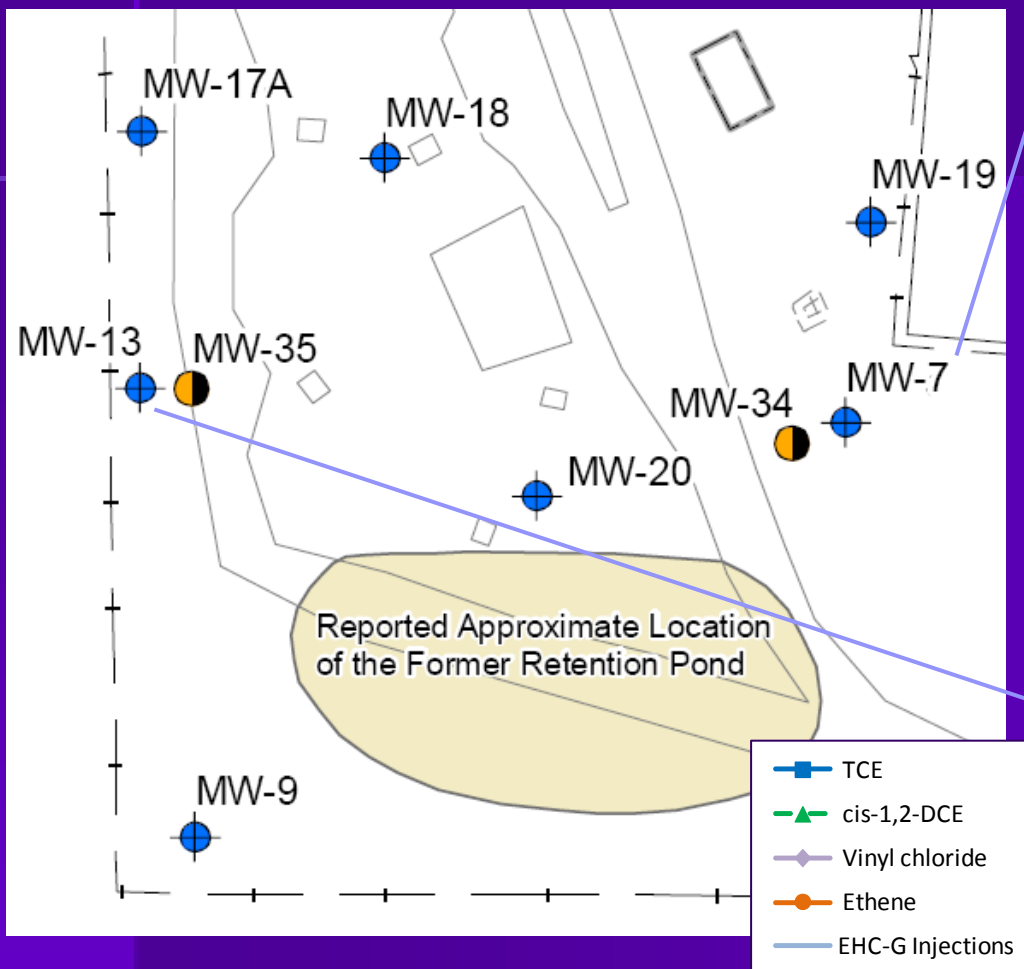 MW-17A
MW-18
MW-19
MW-13
MW-35
MW-34
MW-7
MW-20
Reported Approximate Location
of the Former Retention Pond
MW-9
TCE
cis-1,2-DCE
Vinyl chloride
Ethene
EHC-G Injections